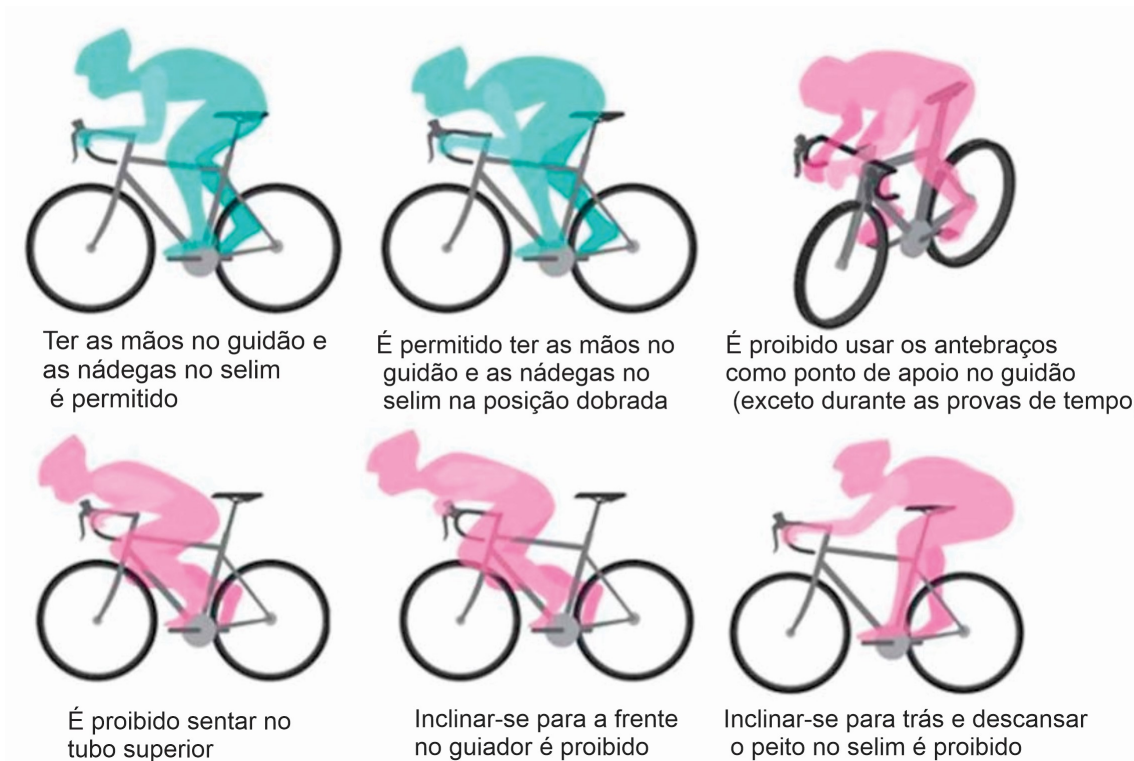 Ter as mãos no guidão e
as nádegas no selim
é permitido
É permitido ter as mãos no
guidão e as nádegas no
selim na posição dobrada
É proibido usar os antebraços
como ponto de apoio no guidão
(exceto durante as provas de tempo
É proibido sentar no
tubo superior
Inclinar-se para a frente
no guiador é proibido
Inclinar-se para trás e descansar
o peito no selim é proibido